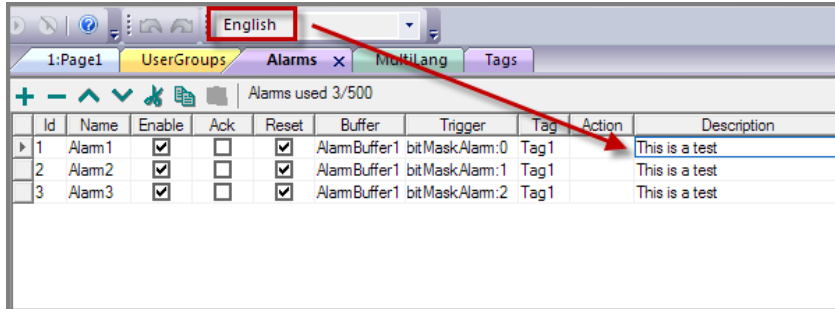 English
1:Page1 UserGroups Alarms x MultiLang Tags
Alarms used 3/500
Id Name Enable Ack Reset Buffer Trigger Tag Action Description
1 Alarm1 AlarmBuffer1 bitMaskAlarm:0 Tag1 This is a test
2 Alarm2 AlarmBuffer1 bitMaskAlarm:1 Tag1 This is a test
3 Alarm3 AlarmBuffer1 bitMaskAlarm:2 Tag1 This is a test